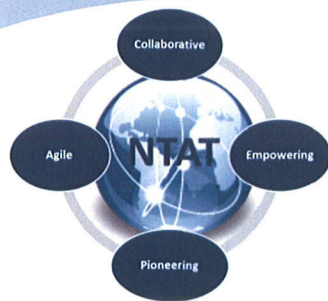 Collaborative
Agile
NTAT
Empowering
Pioneering